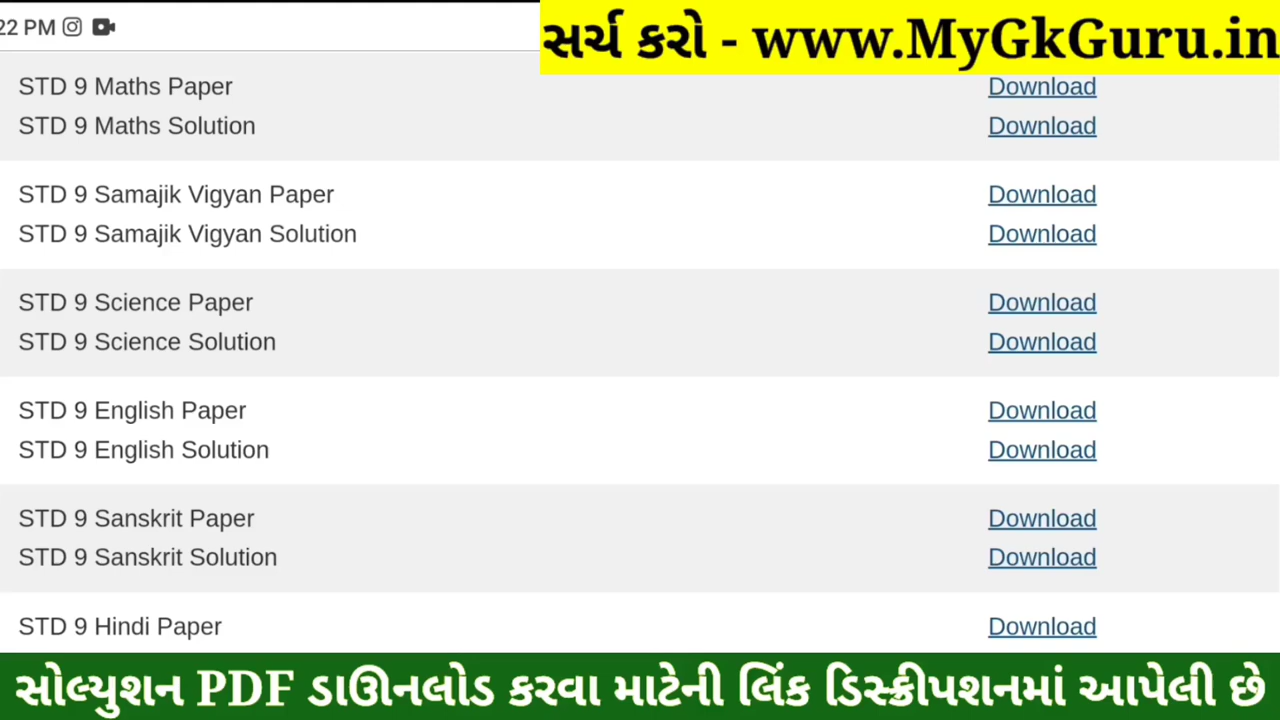 22 PM
સર્ચ કરો - www.MyGkGuru.in
STD 9 Maths Paper Download
STD 9 Maths Solution Download
STD 9 Samajik Vigyan Paper Download
STD 9 Samajik Vigyan Solution Download
STD 9 Science Paper Download
STD 9 Science Solution Download
STD 9 English Paper Download
STD 9 English Solution Download
STD 9 Sanskrit Paper Download
STD 9 Sanskrit Solution Download
STD 9 Hindi Paper Download
સોલ્યુશન PDF ડાઊનલોડ કરવા માટેની લિંક ડિસ્ક્રીપશનમાં આપેલી છે